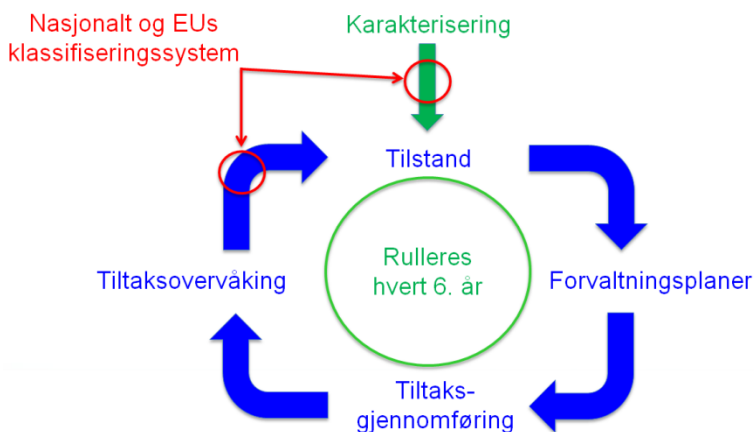 Nasjonalt og EUs
klassifiseringssystem
Karakterisering
Tilstand
Tiltaksovervåking
Rulleres
hvert 6. år
Forvaltningsplaner
Tiltaks-
gjennomføring